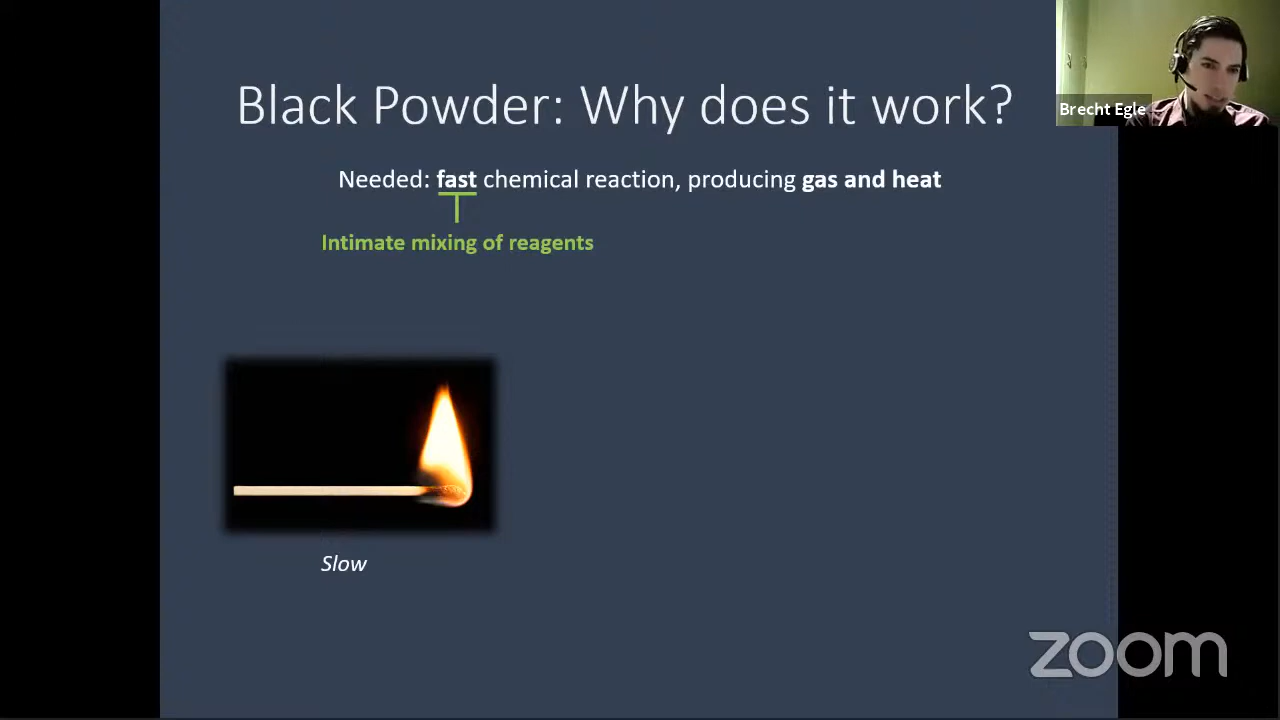 Black Powder: Why does it work?
Brecht Egle
Needed: fast chemical reaction, producing gas and heat
Intimate mixing of reagents
Slow
zoom